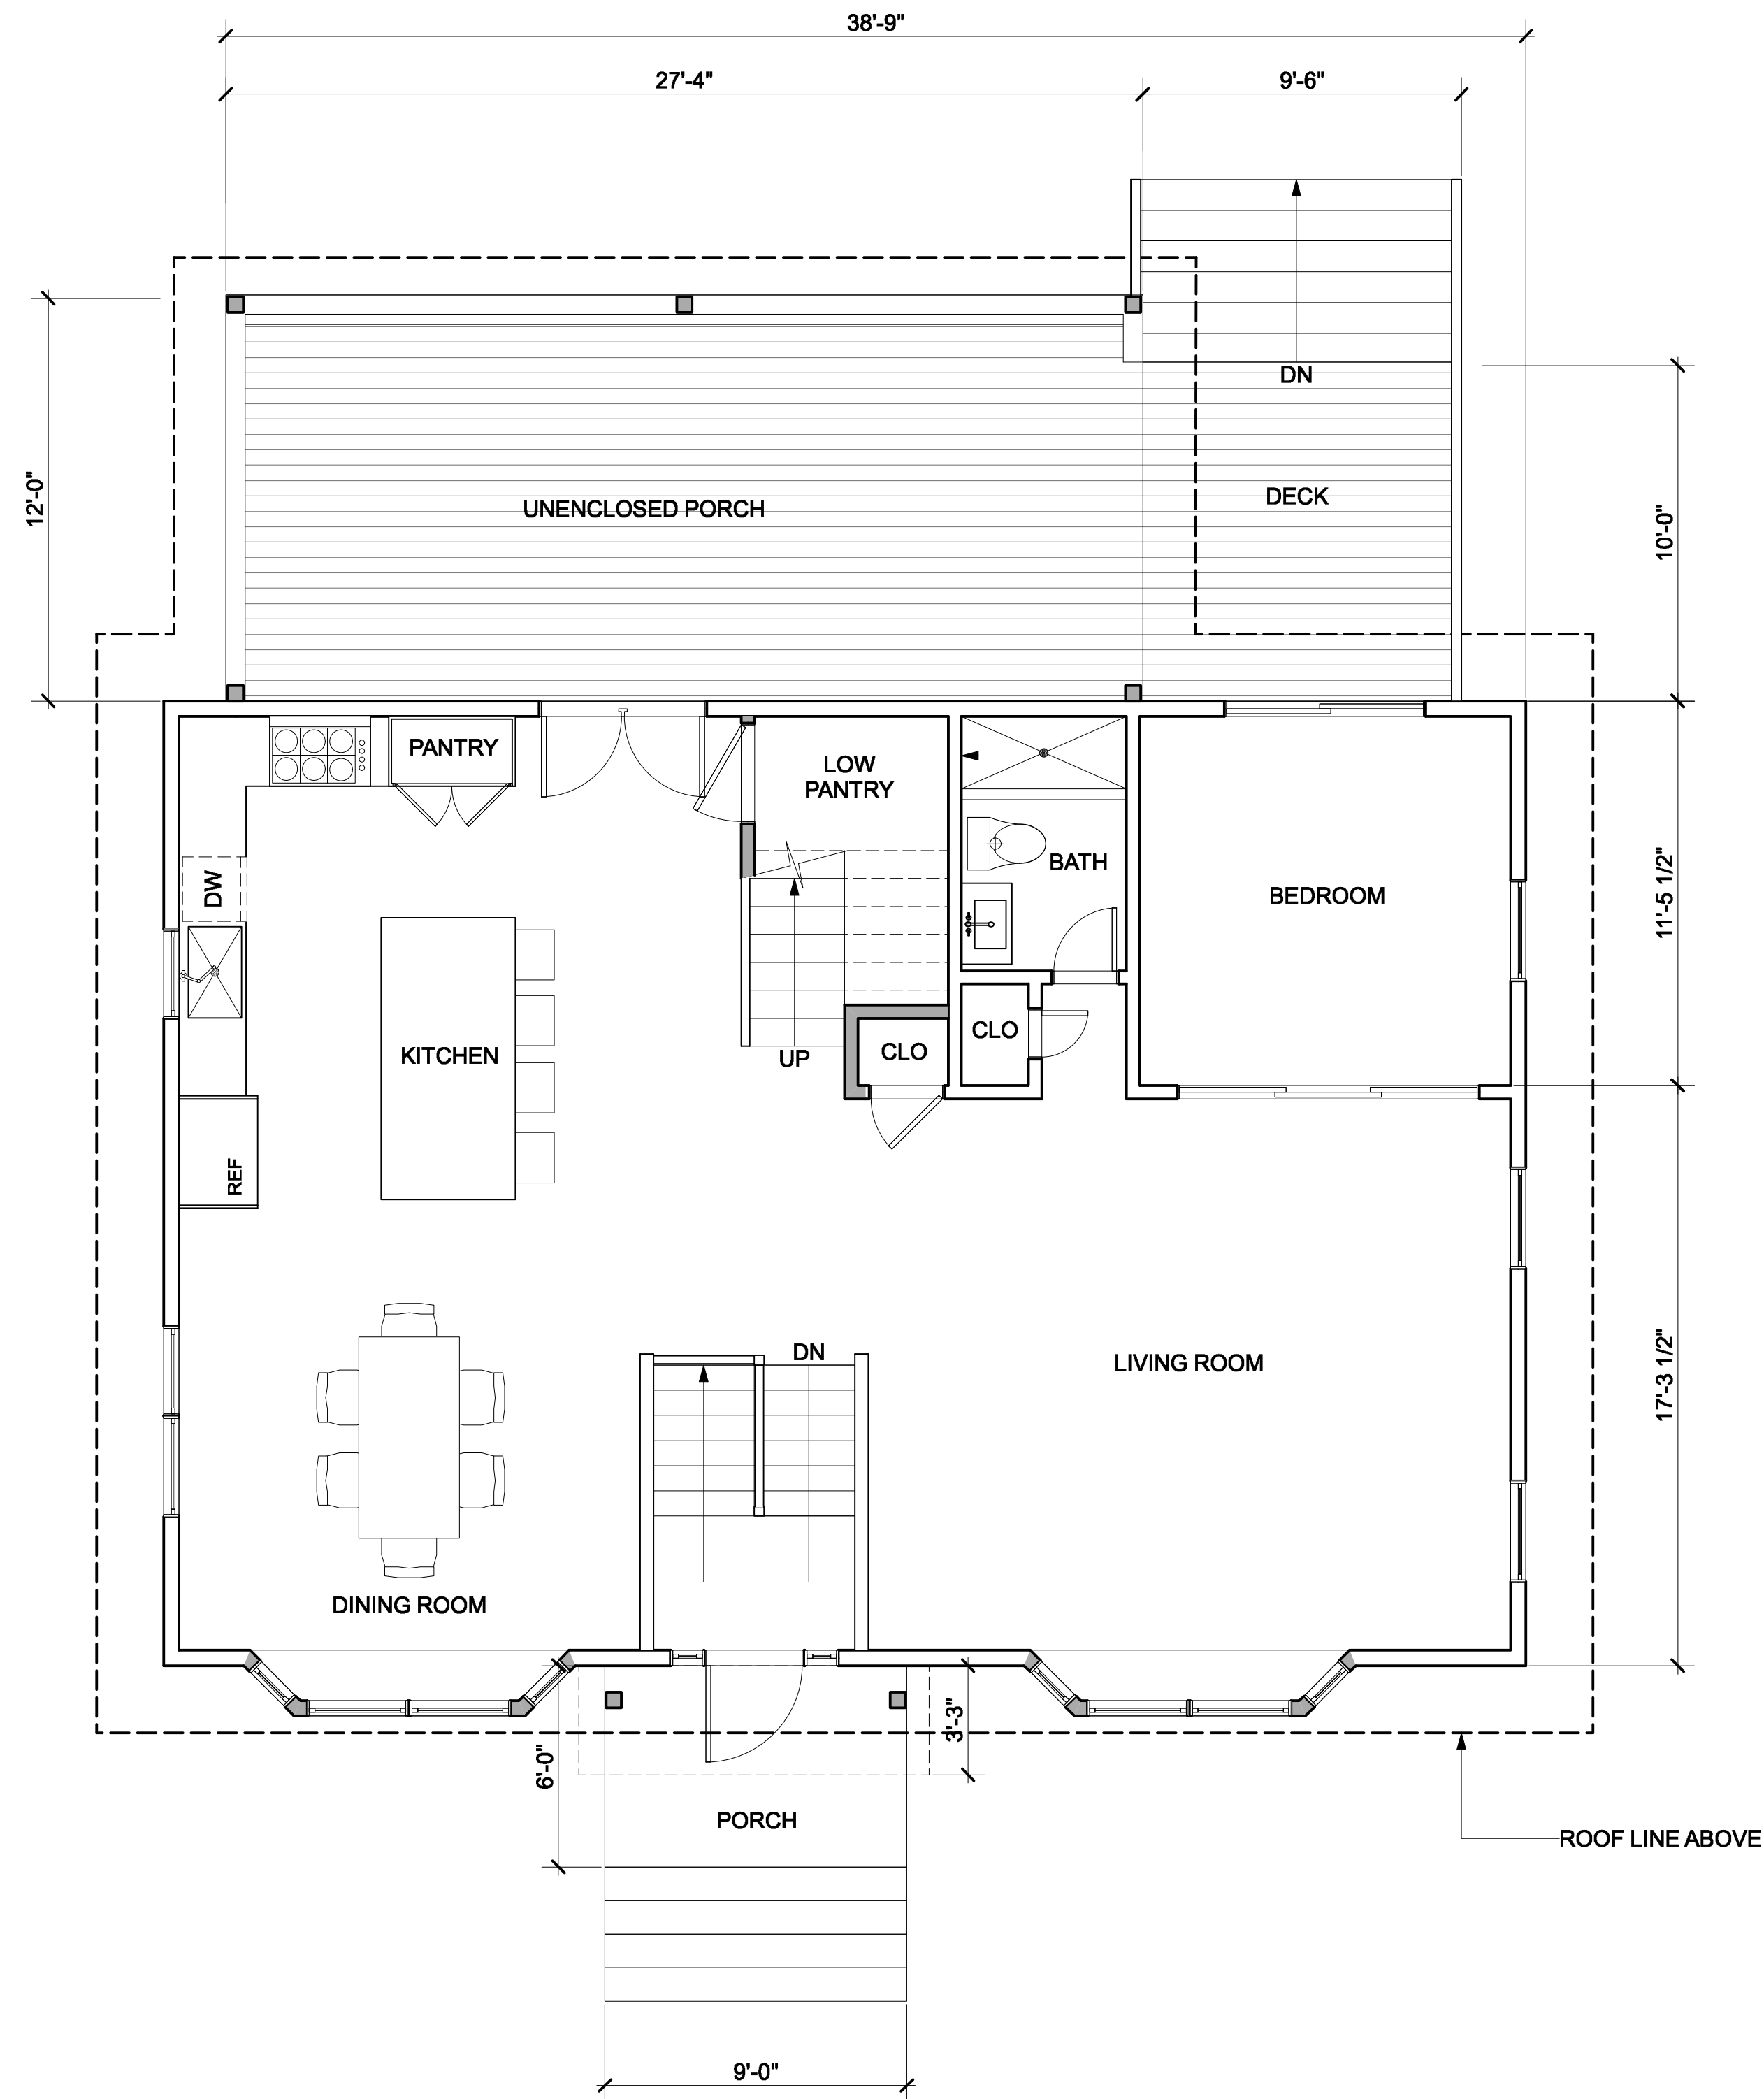 38'-9"
27'-4"
9'-6"
12'-0"
DN
UNENCLOSED PORCH
DECK
10'-0"
PANTRY
LOW
PANTRY
BATH
DW
BEDROOM
11'-5 1/2"
KITCHEN
UP
CLO
CLO
REF
DN
LIVING ROOM
17'-3 1/2"
DINING ROOM
6'-0"
3'-3"
PORCH
ROOF LINE ABOVE
9'-0"